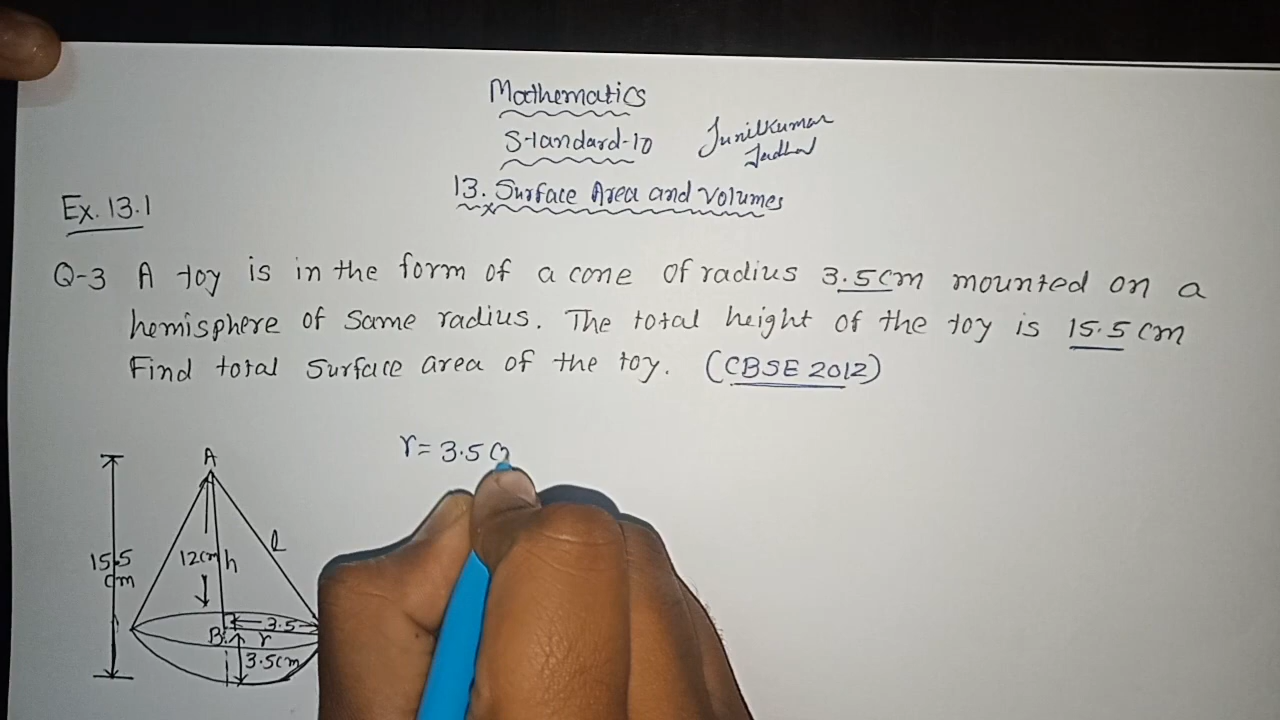 Mathematics
Standard-10
13. Surface Area and Volumes
Ex. 13.1
Q-3 A toy is in the form of a cone of radius 3.5cm mounted on a
hemisphere of same radius. The total height of the toy is 15.5 cm
Find total surface area of the toy. (CBSE 2012)
r = 3.5
A
15.5
cm
12cm h
l
3.5
B r
3.5cm